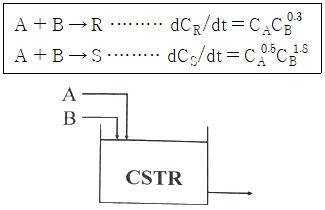 A + B → R ········· dC_R/dt = C_A C_B^0.3
A + B → S ········· dC_S/dt = C_A^0.5 C_B^1.8
A
B
CSTR